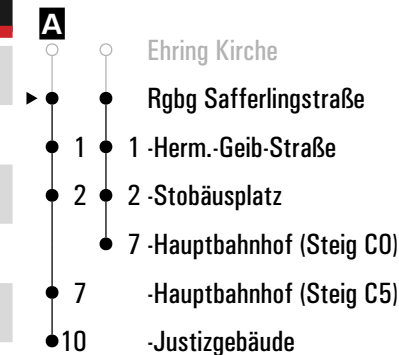 A
Ehring Kirche
Rgbg Safferlingstraße
1 1 -Herm.-Geib-Straße
2 2 -Stobäusplatz
7 -Hauptbahnhof (Steig C0)
7 -Hauptbahnhof (Steig C5)
10 -Justizgebäude